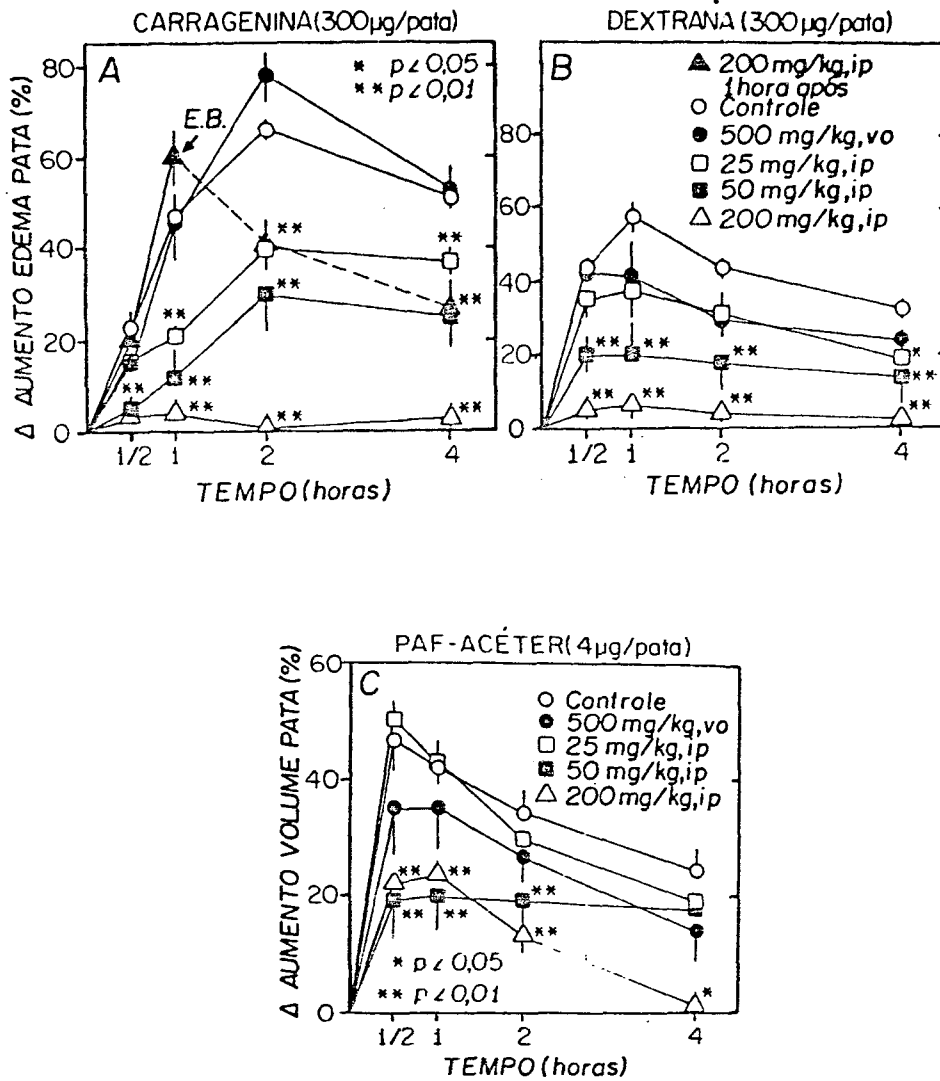 CARRAGENINA (300µg/pata)
A
* p < 0,05
** p < 0,01
E.B.
**
**
**
**
**
**
**
**
**
Δ AUMENTO EDEMA PATA (%)
80
60
40
20
0
1/2 1 2 4
TEMPO (horas)
DEXTRANA (300µg/pata)
B
200 mg/kg, ip
1 hora após
Controle
500 mg/kg, vo
25 mg/kg, ip
50 mg/kg, ip
200 mg/kg, ip
80
60
40
20
0
** ** ** *
**
** ** ** **
1/2 1 2 4
TEMPO (horas)
PAF-ACÉTER (4µg/pata)
C
Controle
500 mg/kg, vo
25 mg/kg, ip
50 mg/kg, ip
200 mg/kg, ip
Δ AUMENTO VOLUME PATA (%)
60
40
20
0
** ** **
** ** **
*
* p < 0,05
** p < 0,01
1/2 1 2 4
TEMPO (horas)